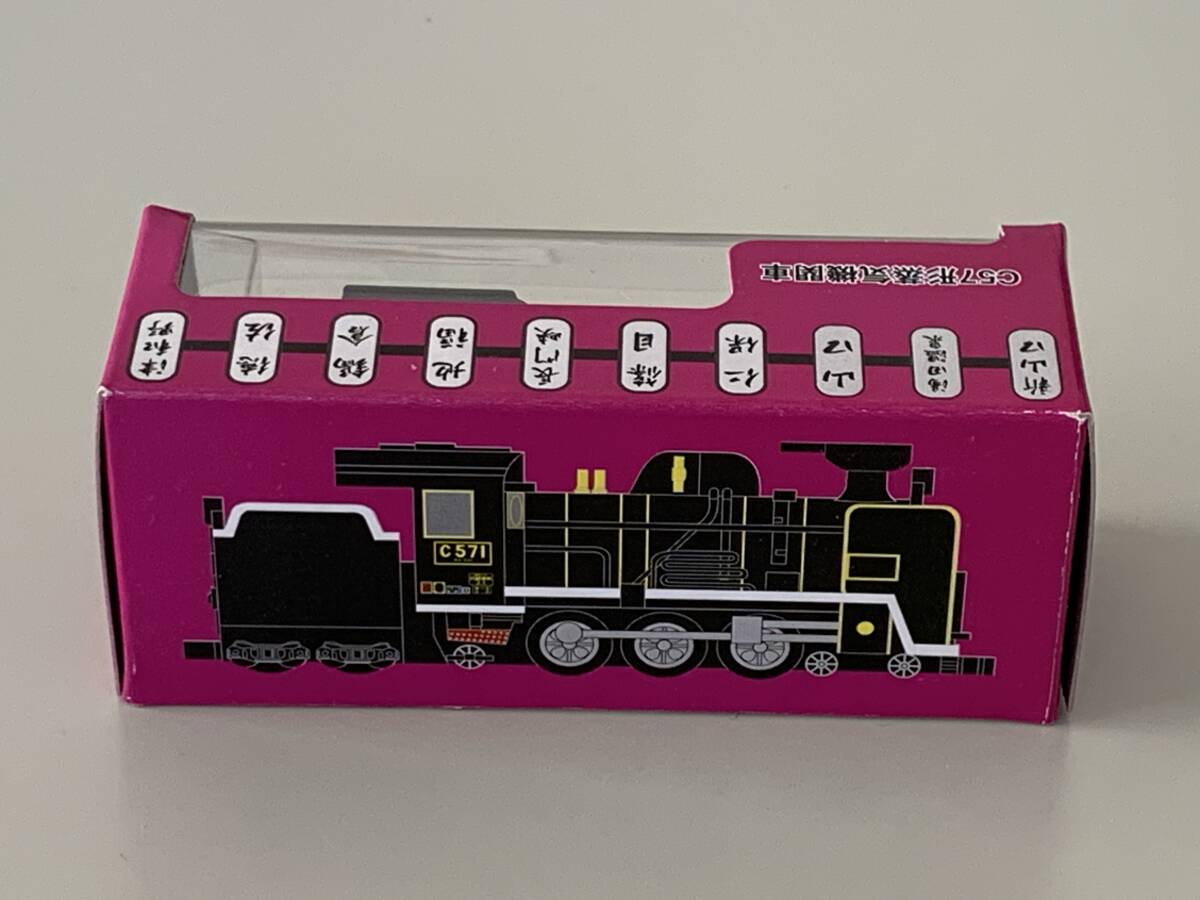 C57形蒸気機関車
新山口
湯田温泉
山口
仁保
篠目
長門峡
地福
鍋倉
徳佐
津和野
C571